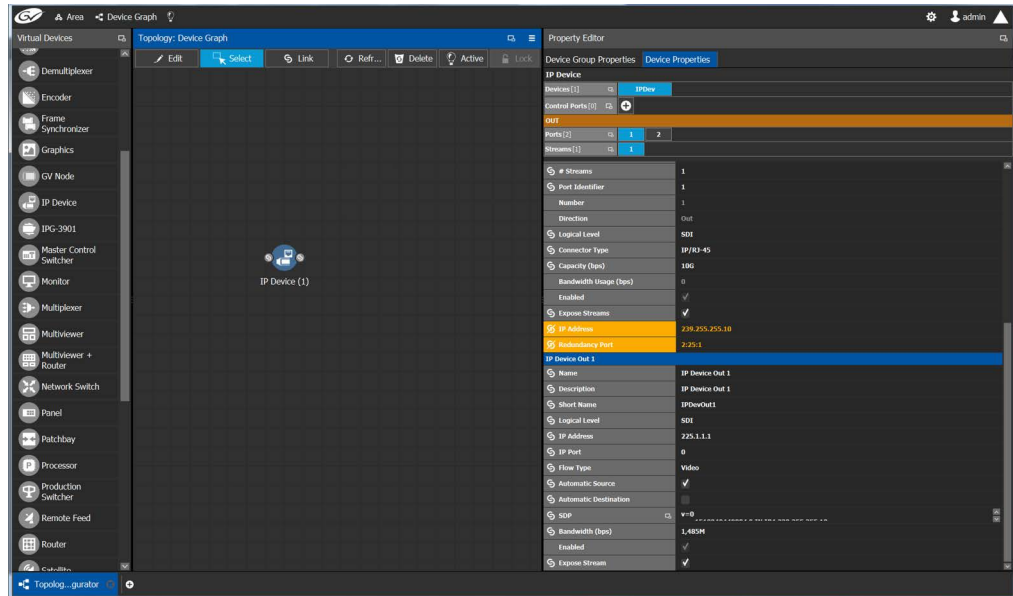 GV Area Device Graph admin
Virtual Devices
Demultiplexer
Encoder
Frame
Synchronizer
Graphics
GV Node
IP Device
IPG-3901
Master Control
Switcher
Monitor
Multiplexer
Multiviewer
Multiviewer +
Router
Network Switch
Panel
Patchbay
Processor
Production
Switcher
Remote Feed
Router
Satellite
Topology: Device Graph
Edit Select Link Refr... Delete Active Lock
IP Device (1)
Property Editor
Device Group Properties Device Properties
IP Device
Devices [1] IPDev
Control Ports [0]
OUT
Ports [2] 1 2
Streams [1] 1
# Streams 1
Port Identifier 1
Number 1
Direction Out
Logical Level SDI
Connector Type IP/RJ-45
Capacity (bps) 10G
Bandwidth Usage (bps) 0
Enabled
Expose Streams
IP Address 239.255.255.10
Redundancy Port 2:25:1
IP Device Out 1
Name IP Device Out 1
Description IP Device Out 1
Short Name IPDevOut1
Logical Level SDI
IP Address 225.1.1.1
IP Port 0
Flow Type Video
Automatic Source
Automatic Destination
SDP v=0
Bandwidth (bps) 1,485M
Enabled
Expose Stream
Topolog...gurator